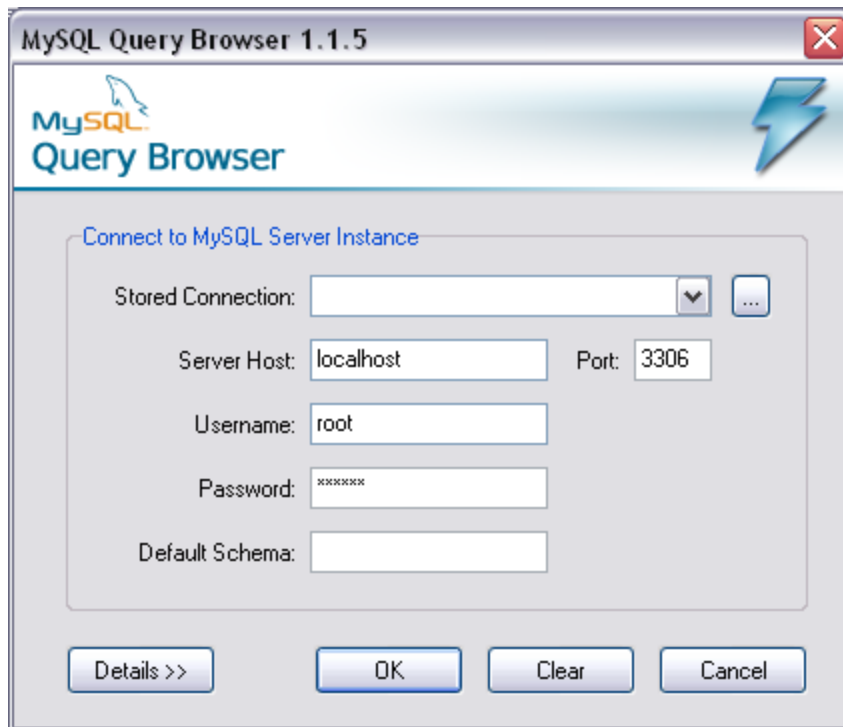 MySQL Query Browser 1.1.5
MySQL
Query Browser
Connect to MySQL Server Instance
Stored Connection: ...
Server Host: localhost Port: 3306
Username: root
Password: ******
Default Schema:
Details >> OK Clear Cancel